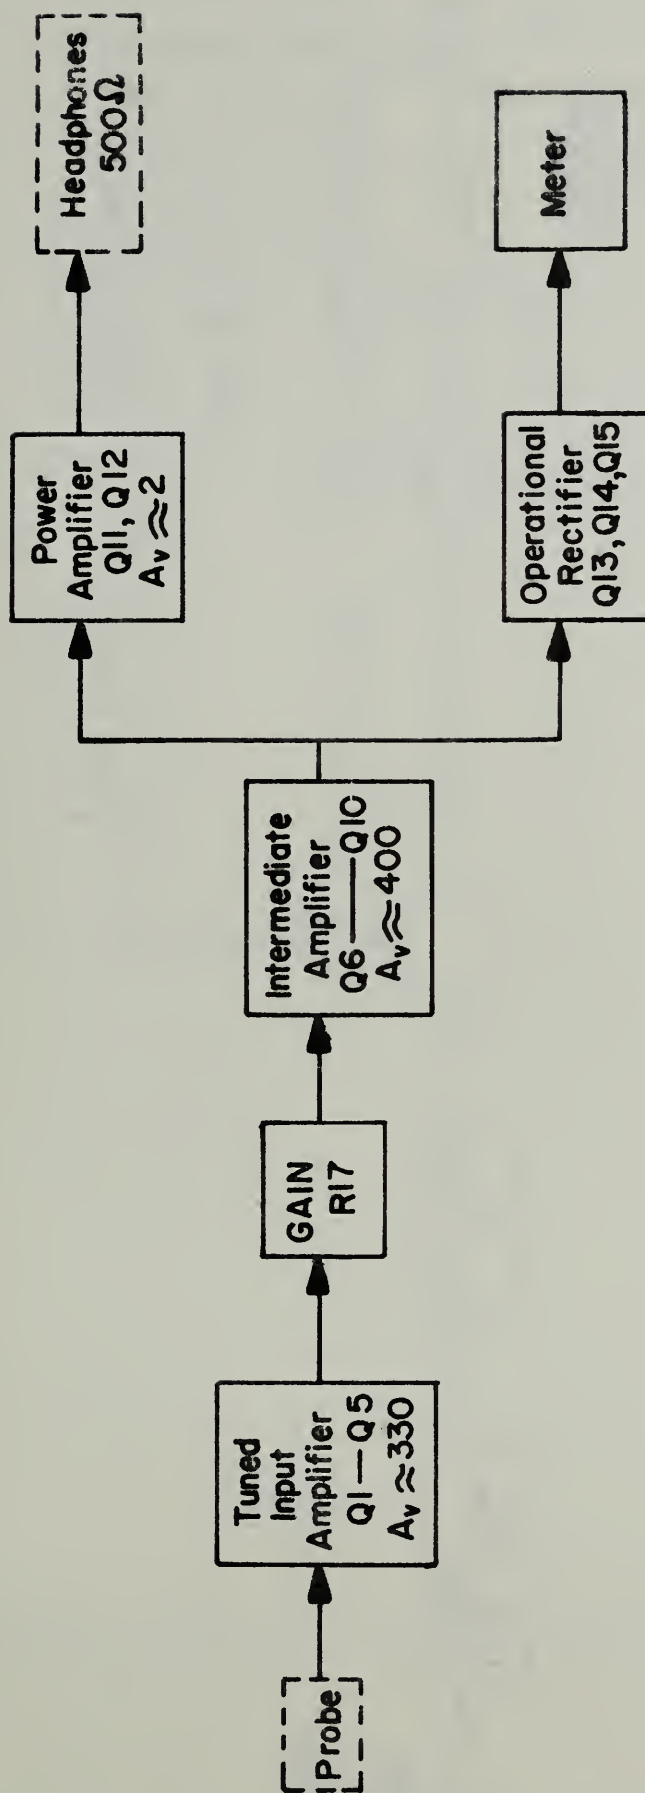 Probe
Tuned
Input
Amplifier
Q1—Q5
Av ≈ 330
GAIN
R17
Intermediate
Amplifier
Q6——Q10
Av ≈ 400
Power
Amplifier
Q11, Q12
Av ≈ 2
Headphones
500Ω
Operational
Rectifier
Q13, Q14, Q15
Meter